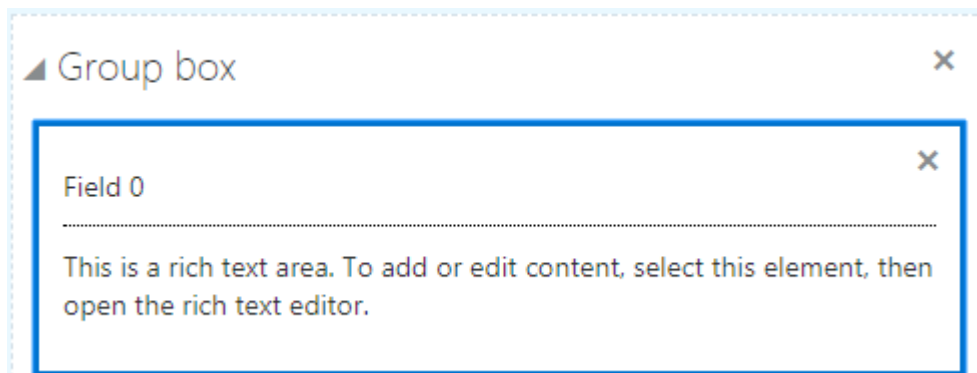 Group box
Field 0
This is a rich text area. To add or edit content, select this element, then
open the rich text editor.